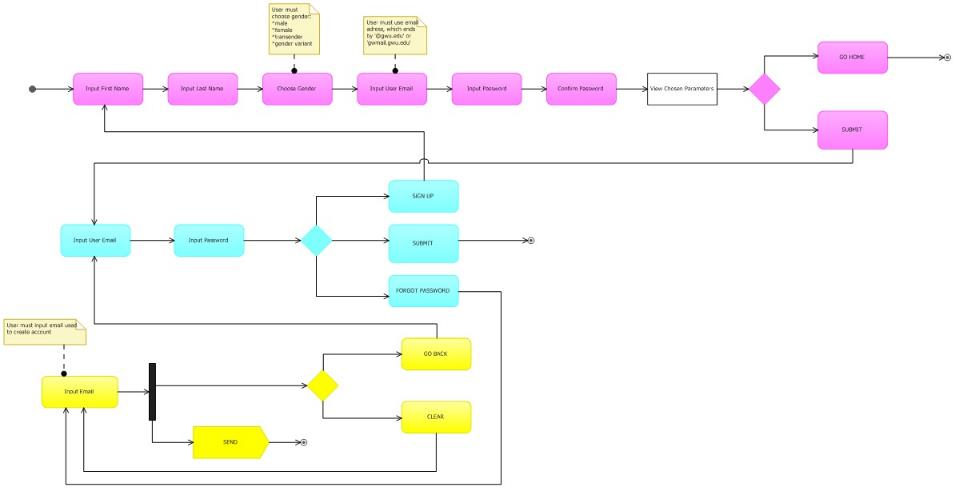 User must
choose gender:
*male
*female
*transender
*gender variant
User must use email
adress, which ends
by '@gwu.edu' or
'gwmail.gwu.edu/'
GO HOME
Input First Name
Input Last Name
Choose Gender
Input User Email
Input Password
Confirm Password
View Chosen Parameters
SUBMIT
SIGN UP
Input User Email
Input Password
SUBMIT
FORGOT PASSWORD
User must input email used
to create account
GO BACK
Input Email
CLEAR
SEND